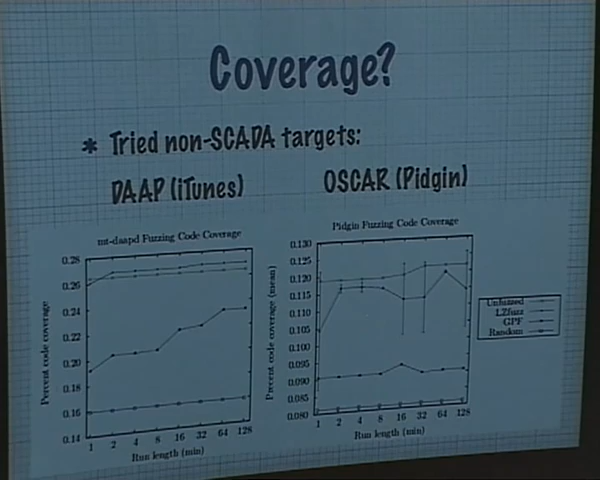 Coverage?
* Tried non-SCADA targets:
DAAP (iTunes)
OSCAR (Pidgin)
mt-daapd Fuzzing Code Coverage
Percent code coverage
0.28
0.26
0.24
0.22
0.20
0.18
0.16
0.14
1 2 4 8 16 32 64 128
Run length (min)
Pidgin Fuzzing Code Coverage
Percent code coverage (mean)
0.130
0.125
0.120
0.115
0.110
0.105
0.100
0.095
0.090
0.085
0.080
1 2 4 8 16 32 64 128
Run length (min)
Unfuzzed
LZfuzz
GPF
Random